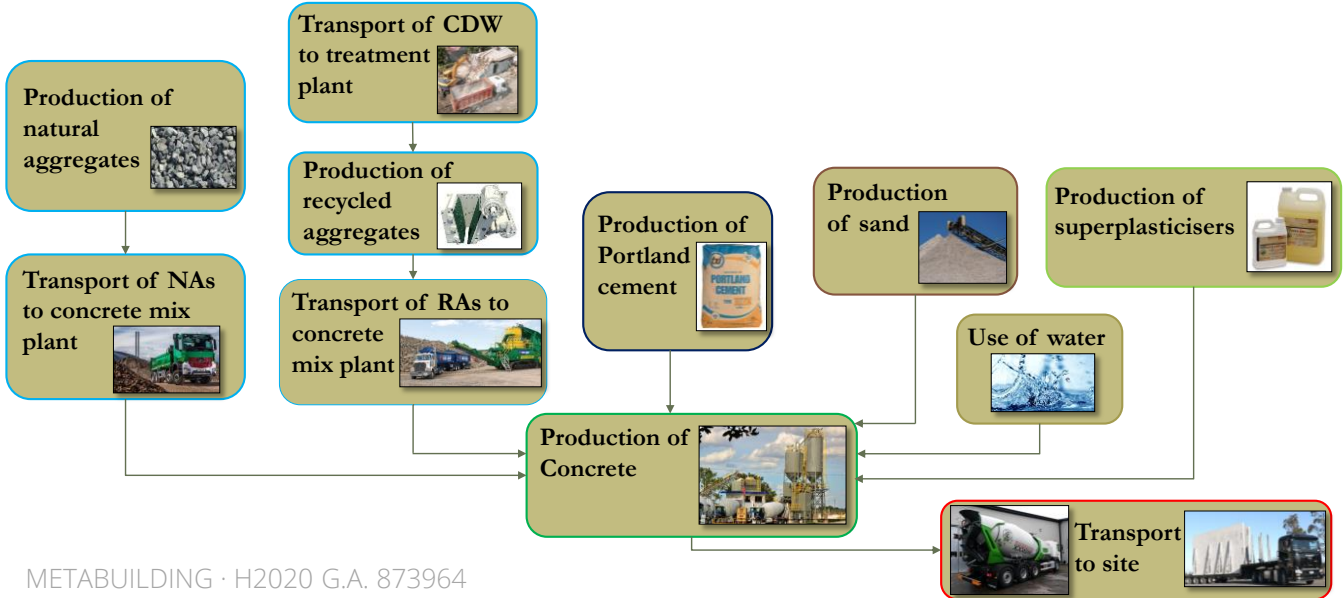 Transport of CDW
to treatment
plant
Production of
natural
aggregates
Production of
recycled
aggregates
Production
of sand
Production of
superplasticisers
Production of
Portland
cement
PORTLAND
CEMENT
Transport of NAs
to concrete mix
plant
Transport of RAs to
concrete
mix plant
Use of water
Production of
Concrete
Transport
to site
METABUILDING · H2020 G.A. 873964